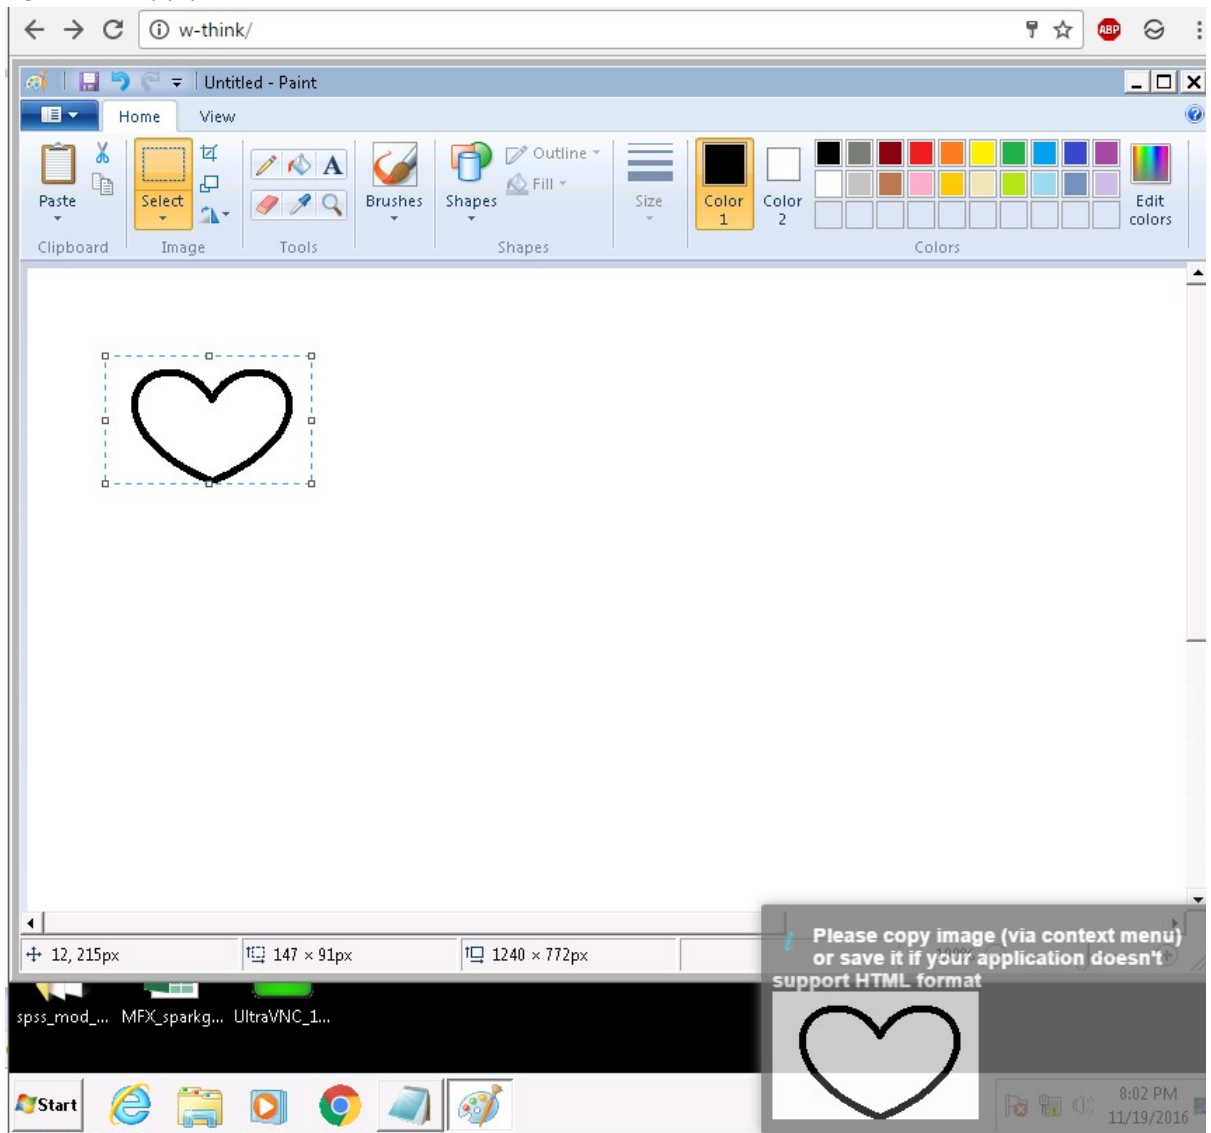 w-think/
ABP
Untitled - Paint
Home View
Paste
Select
A
Brushes
Shapes
Outline
Fill
Size
Color 1
Color 2
Edit colors
Clipboard
Image
Tools
Shapes
Colors
12, 215px
147 × 91px
1240 × 772px
Please copy image (via context menu)
or save it if your application doesn't
support HTML format
spss_mod_... MFX_sparkg... UltraVNC_1...
Start
8:02 PM
11/19/2016